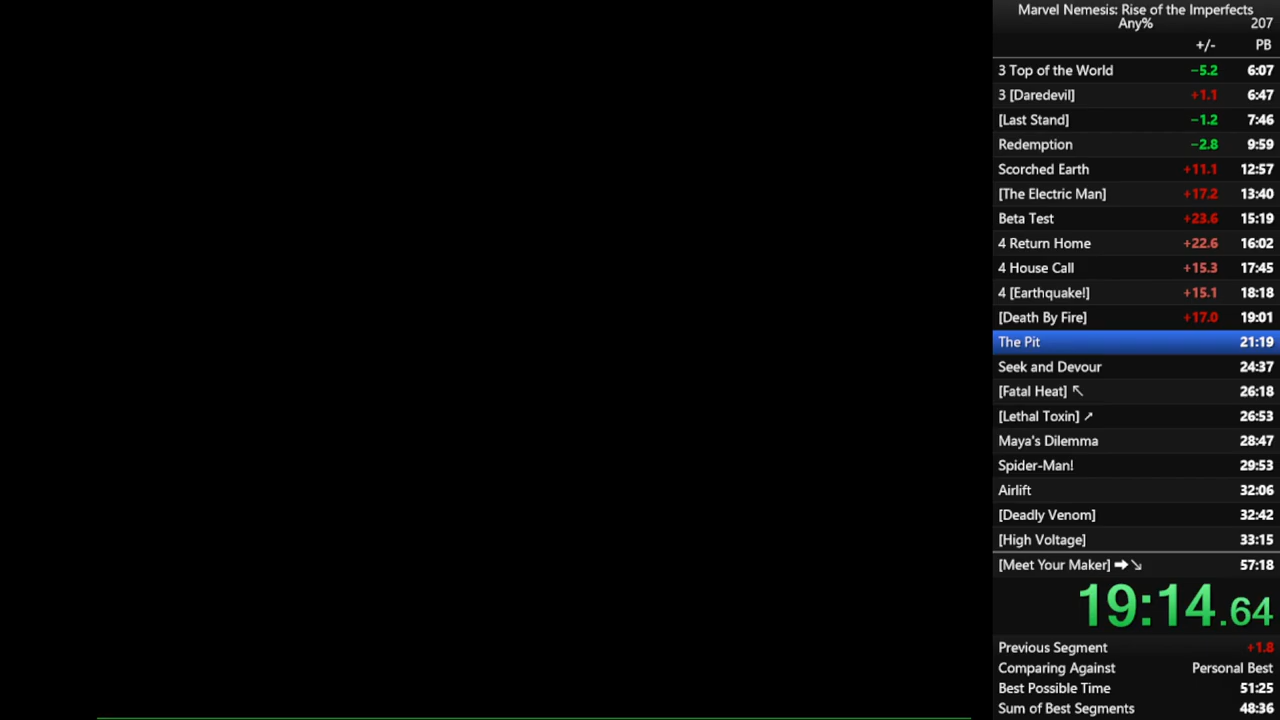 Marvel Nemesis: Rise of the Imperfects
Any% 207
+/- PB
3 Top of the World −5.2 6:07
3 [Daredevil] +1.1 6:47
[Last Stand] −1.2 7:46
Redemption −2.8 9:59
Scorched Earth +11.1 12:57
[The Electric Man] +17.2 13:40
Beta Test +23.6 15:19
4 Return Home +22.6 16:02
4 House Call +15.3 17:45
4 [Earthquake!] +15.1 18:18
[Death By Fire] +17.0 19:01
The Pit 21:19
Seek and Devour 24:37
[Fatal Heat] ↖ 26:18
[Lethal Toxin] ↗ 26:53
Maya's Dilemma 28:47
Spider-Man! 29:53
Airlift 32:06
[Deadly Venom] 32:42
[High Voltage] 33:15
[Meet Your Maker] ➡↘ 57:18
19:14.64
Previous Segment +1.8
Comparing Against Personal Best
Best Possible Time 51:25
Sum of Best Segments 48:36